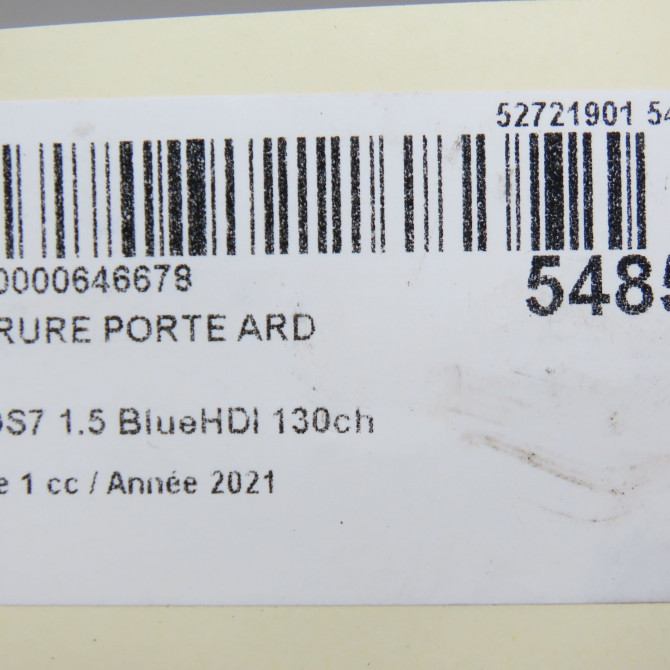 52721901 54
0000646678
5485
RURE PORTE ARD
DS7 1.5 BlueHDI 130ch
e 1 cc / Année 2021